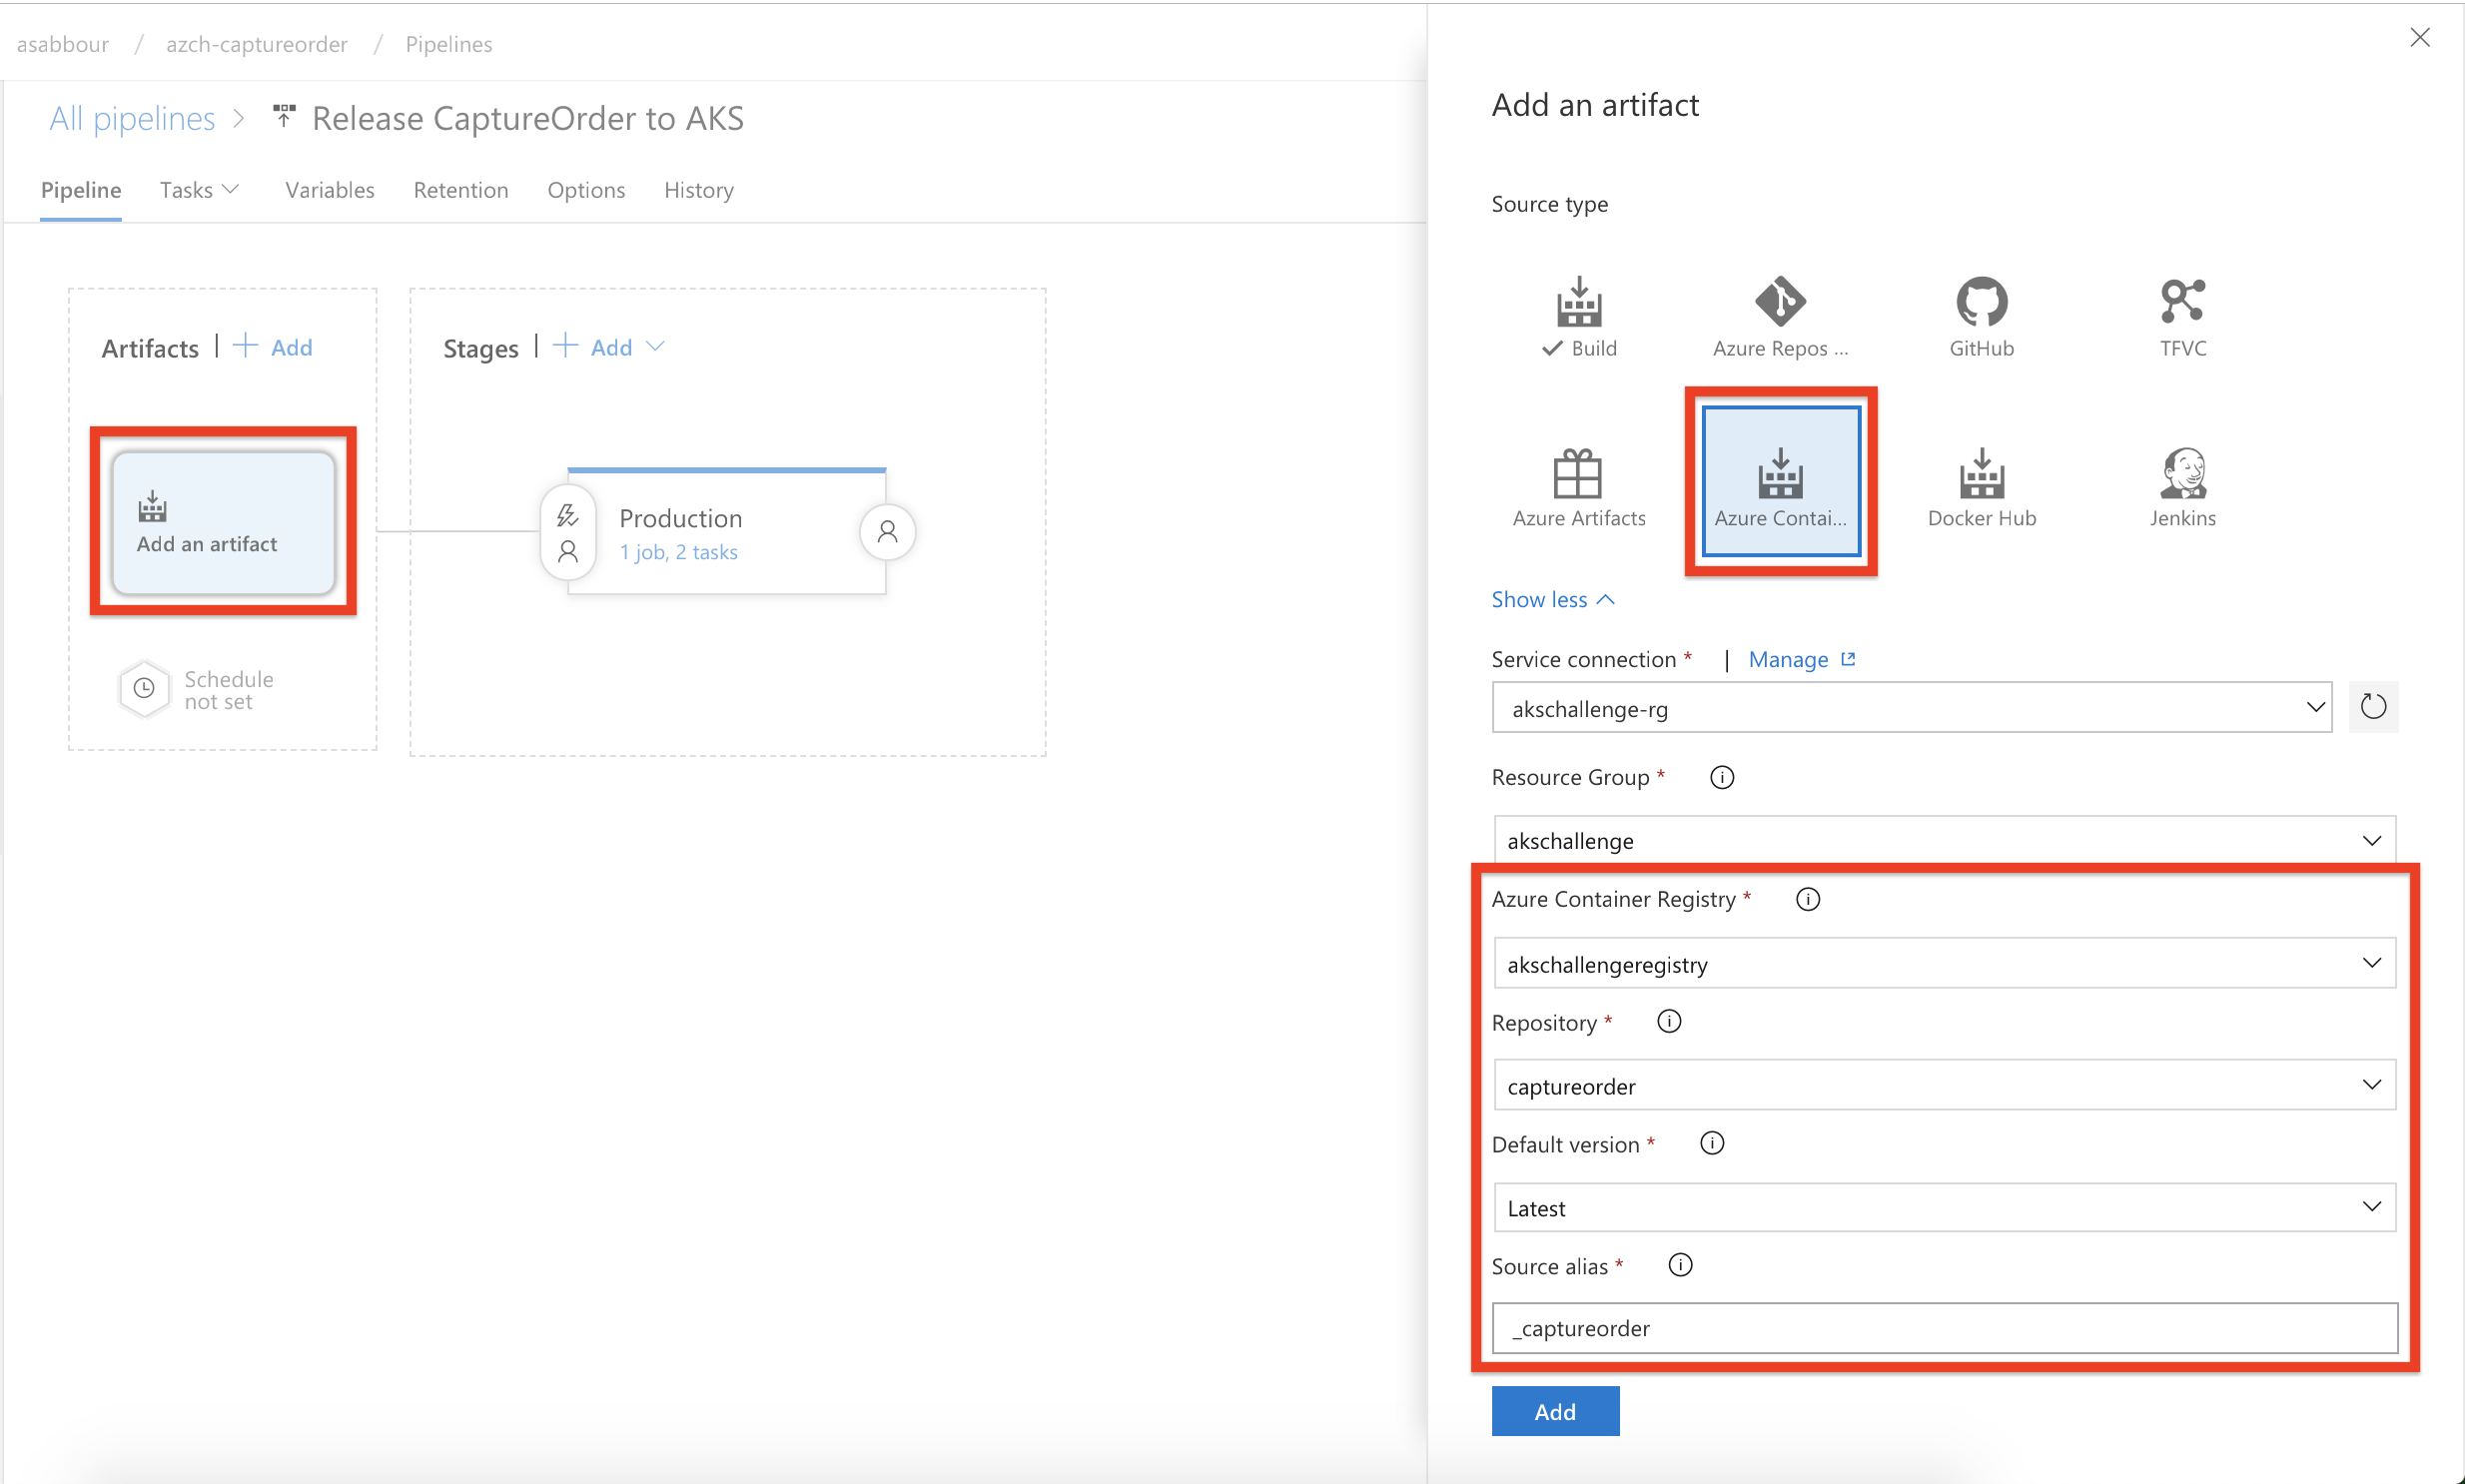 asabbour / azch-captureorder / Pipelines
All pipelines > Release CaptureOrder to AKS
Pipeline Tasks Variables Retention Options History
Artifacts | + Add
Stages | + Add
Add an artifact
Production
1 job, 2 tasks
Schedule
not set
Add an artifact
Source type
Build
Azure Repos ...
GitHub
TFVC
Azure Artifacts
Azure Contai...
Docker Hub
Jenkins
Show less
Service connection * | Manage
akschallenge-rg
Resource Group *
akschallenge
Azure Container Registry *
akschallengeregistry
Repository *
captureorder
Default version *
Latest
Source alias *
_captureorder
Add